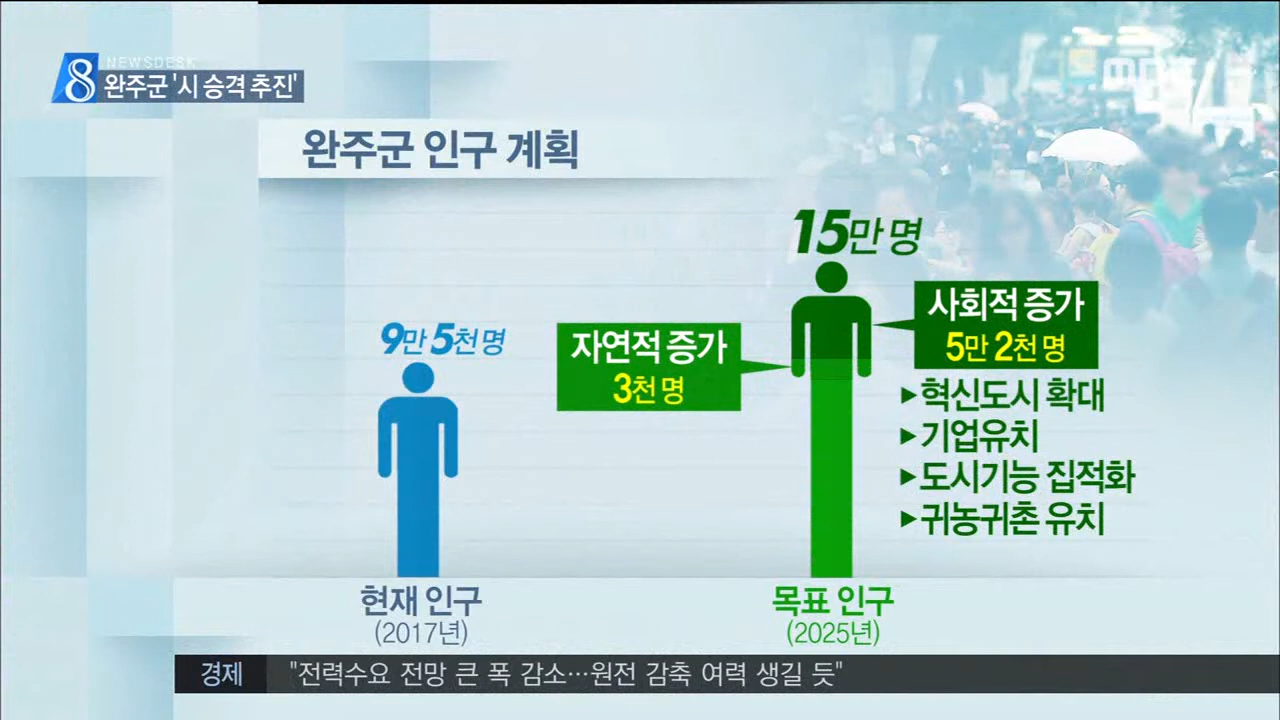 NEWSDESK
8 완주군 '시 승격 추진'
MBC
완주군 인구 계획
9만 5천 명
현재 인구
(2017년)
15만 명
자연적 증가
3천 명
사회적 증가
5만 2천 명
▶혁신도시 확대
▶기업유치
▶도시기능 집적화
▶귀농귀촌 유치
목표 인구
(2025년)
경제 "전력수요 전망 큰 폭 감소…원전 감축 여력 생길 듯"